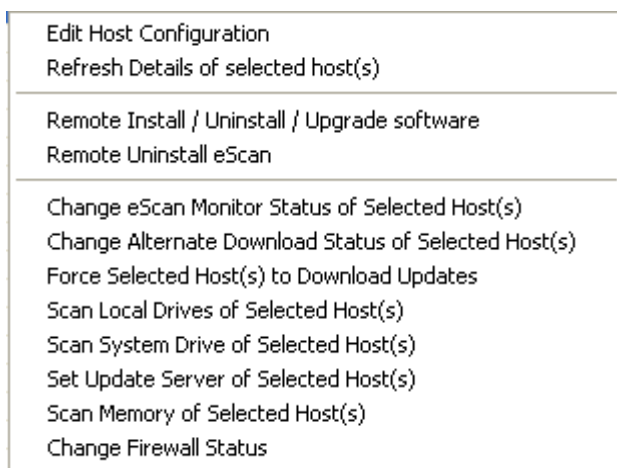 Edit Host Configuration
Refresh Details of selected host(s)
Remote Install / Uninstall / Upgrade software
Remote Uninstall eScan
Change eScan Monitor Status of Selected Host(s)
Change Alternate Download Status of Selected Host(s)
Force Selected Host(s) to Download Updates
Scan Local Drives of Selected Host(s)
Scan System Drive of Selected Host(s)
Set Update Server of Selected Host(s)
Scan Memory of Selected Host(s)
Change Firewall Status